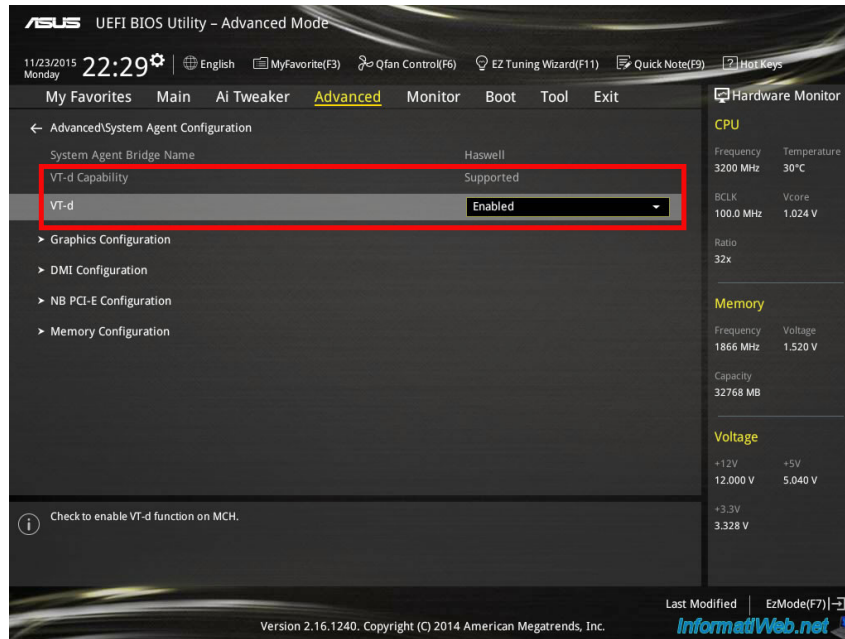 ASUS UEFI BIOS Utility – Advanced Mode
11/23/2015 Monday 22:29 English MyFavorite(F3) Qfan Control(F6) EZ Tuning Wizard(F11) Quick Note(F9) ? Hot Keys
My Favorites Main Ai Tweaker Advanced Monitor Boot Tool Exit
Advanced\System Agent Configuration
System Agent Bridge Name Haswell
VT-d Capability Supported
VT-d Enabled
> Graphics Configuration
> DMI Configuration
> NB PCI-E Configuration
> Memory Configuration
Check to enable VT-d function on MCH.
Hardware Monitor
CPU
Frequency Temperature
3200 MHz 30°C
BCLK Vcore
100.0 MHz 1.024 V
Ratio
32x
Memory
Frequency Voltage
1866 MHz 1.520 V
Capacity
32768 MB
Voltage
+12V +5V
12.000 V 5.040 V
+3.3V
3.328 V
Last Modified EzMode(F7)
Version 2.16.1240. Copyright (C) 2014 American Megatrends, Inc.
InformatiWeb.net